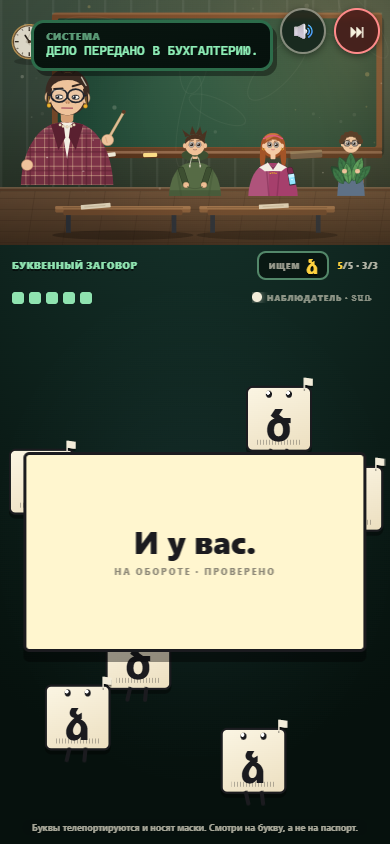 СИСТЕМА
ДЕЛО ПЕРЕДАНО В БУХГАЛТЕРИЮ.
БУКВЕННЫЙ ЗАГОВОР
ИЩЕМ
5/5 · 3/3
НАБЛЮДАТЕЛЬ ·
И у вас.
НА ОБОРОТЕ · ПРОВЕРЕНО
Буквы телепортируются и носят маски. Смотри на букву, а не на паспорт.